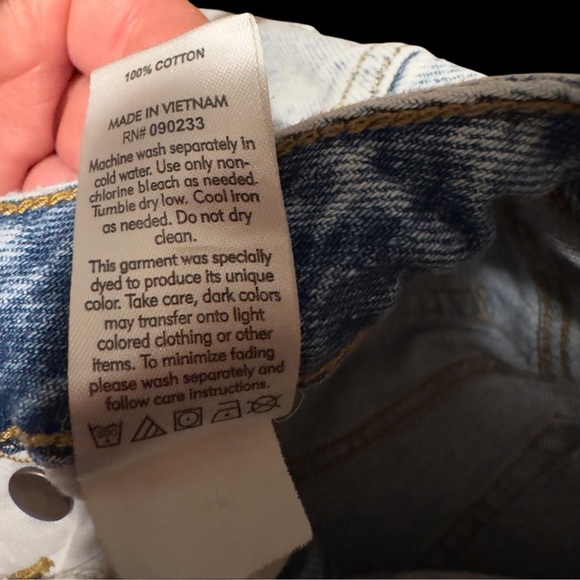 100% COTTON
MADE IN VIETNAM
RN# 090233
Machine wash separately in
cold water. Use only non-
chlorine bleach as needed.
Tumble dry low. Cool iron
as needed. Do not dry
clean.
This garment was specially
dyed to produce its unique
color. Take care, dark colors
may transfer onto light
colored clothing or other
items. To minimize fading
please wash separately and
follow care instructions.